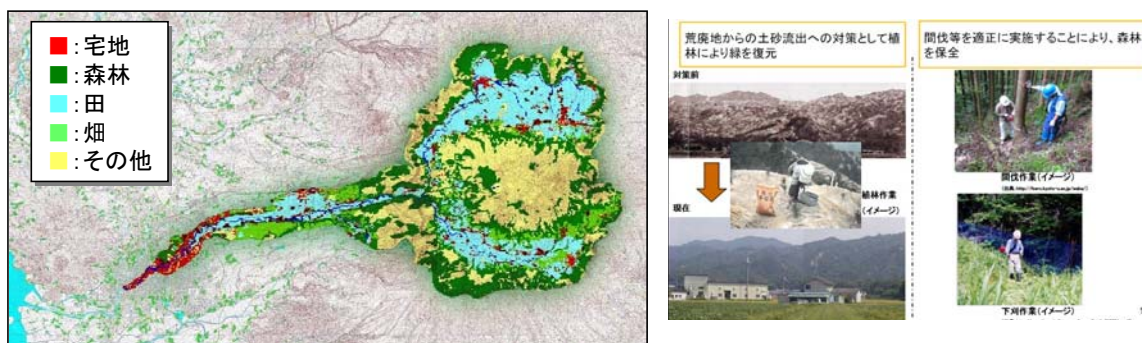 ■：宅地
■：森林
■：田
■：畑
■：その他
荒廃地からの土砂流出への対策として植
林により緑を復元
対策前
植林作業
（イメージ）
現在
間伐等を適正に実施することにより、森林
を保全
間伐作業（イメージ）
下刈作業（イメージ）